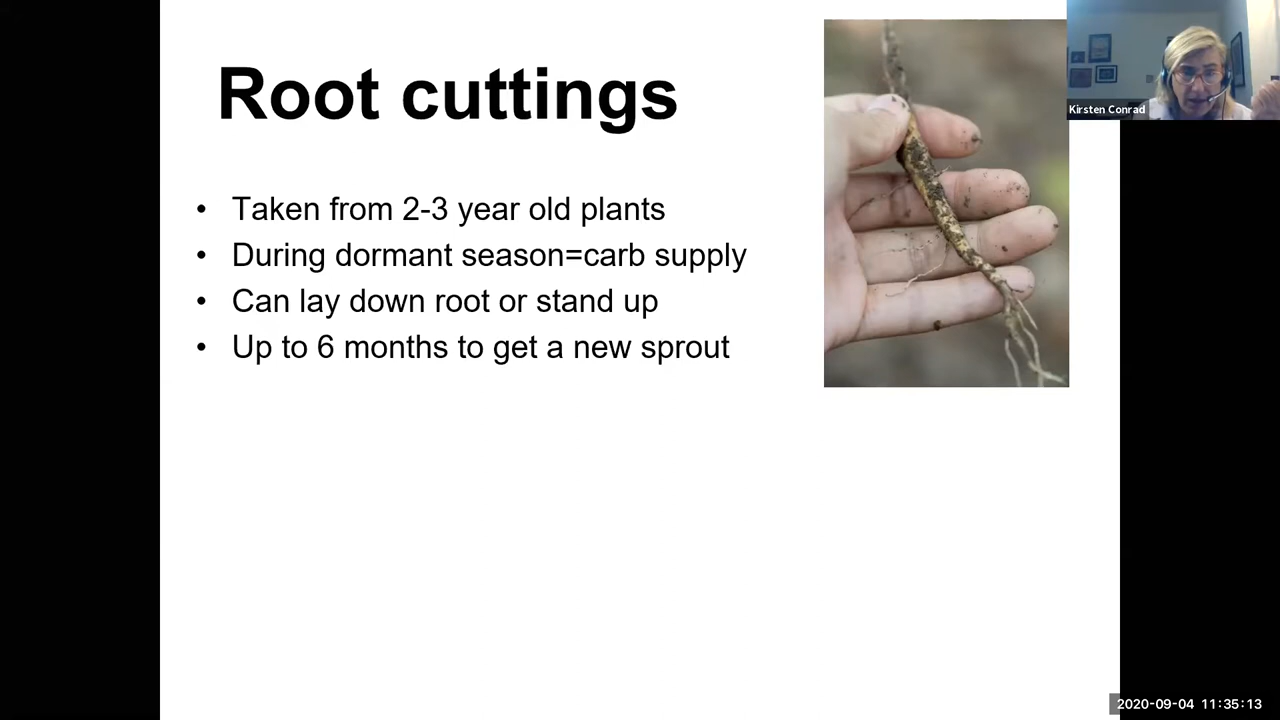 Root cuttings
• Taken from 2-3 year old plants
• During dormant season=carb supply
• Can lay down root or stand up
• Up to 6 months to get a new sprout
Kirsten Conrad
2020-09-04 11:35:13